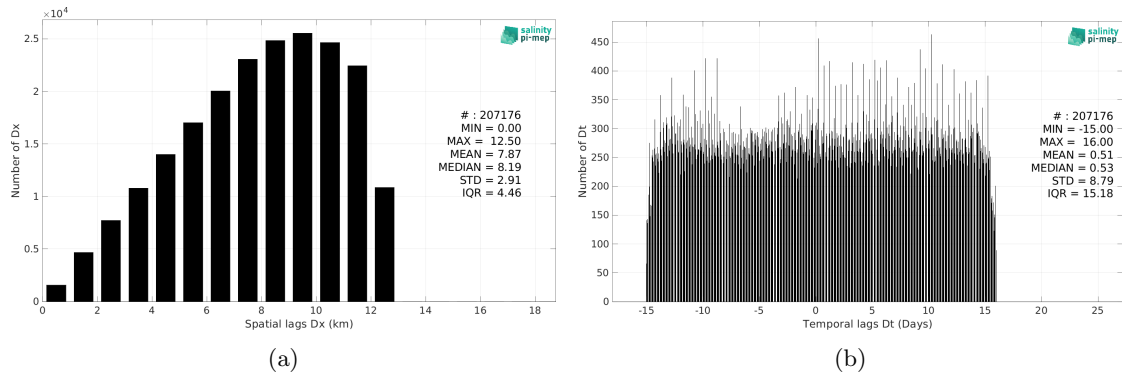 ×10⁴
2.5
2
1.5
1
0.5
0
Number of Dx
0 2 4 6 8 10 12 14 16 18
Spatial lags Dx (km)
salinity
pi-mep
# : 207176
MIN = 0.00
MAX = 12.50
MEAN = 7.87
MEDIAN = 8.19
STD = 2.91
IQR = 4.46
(a)
450
400
350
300
250
200
150
100
50
0
Number of Dt
-15 -10 -5 0 5 10 15 20 25
Temporal lags Dt (Days)
salinity
pi-mep
# : 207176
MIN = -15.00
MAX = 16.00
MEAN = 0.51
MEDIAN = 0.53
STD = 8.79
IQR = 15.18
(b)